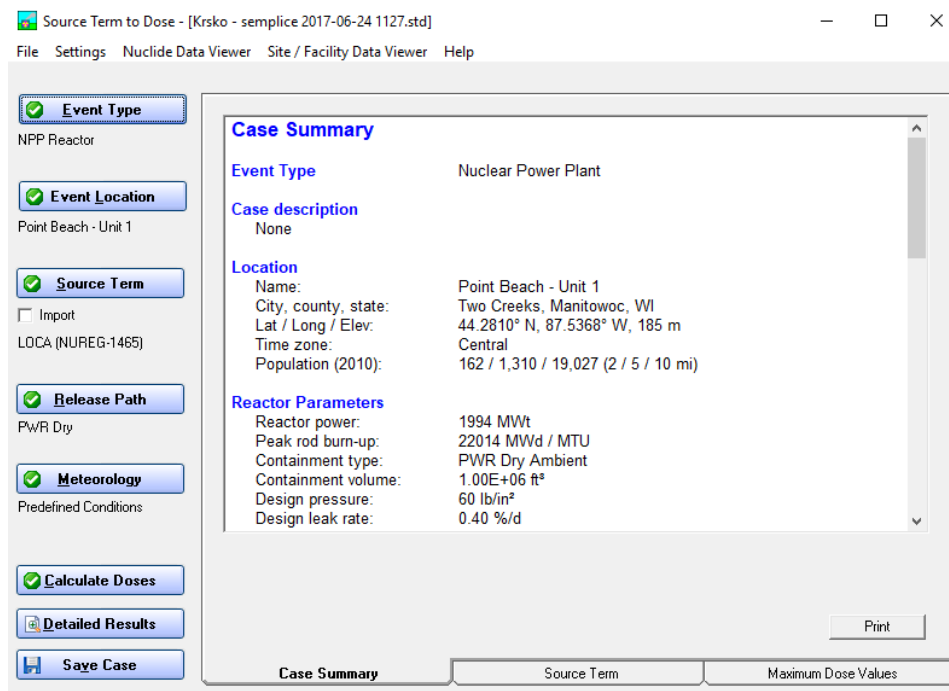 Source Term to Dose - [Krsko - semplice 2017-06-24 1127.std]
File Settings Nuclide Data Viewer Site / Facility Data Viewer Help
Event Type
NPP Reactor
Event Location
Point Beach - Unit 1
Source Term
Import
LOCA (NUREG-1465)
Release Path
PWR Dry
Meteorology
Predefined Conditions
Calculate Doses
Detailed Results
Save Case
Case Summary
Event Type Nuclear Power Plant
Case description
None
Location
Name: Point Beach - Unit 1
City, county, state: Two Creeks, Manitowoc, WI
Lat / Long / Elev: 44.2810° N, 87.5368° W, 185 m
Time zone: Central
Population (2010): 162 / 1,310 / 19,027 (2 / 5 / 10 mi)
Reactor Parameters
Reactor power: 1994 MWt
Peak rod burn-up: 22014 MWd / MTU
Containment type: PWR Dry Ambient
Containment volume: 1.00E+06 ft³
Design pressure: 60 lb/in²
Design leak rate: 0.40 %/d
Print
Case Summary Source Term Maximum Dose Values